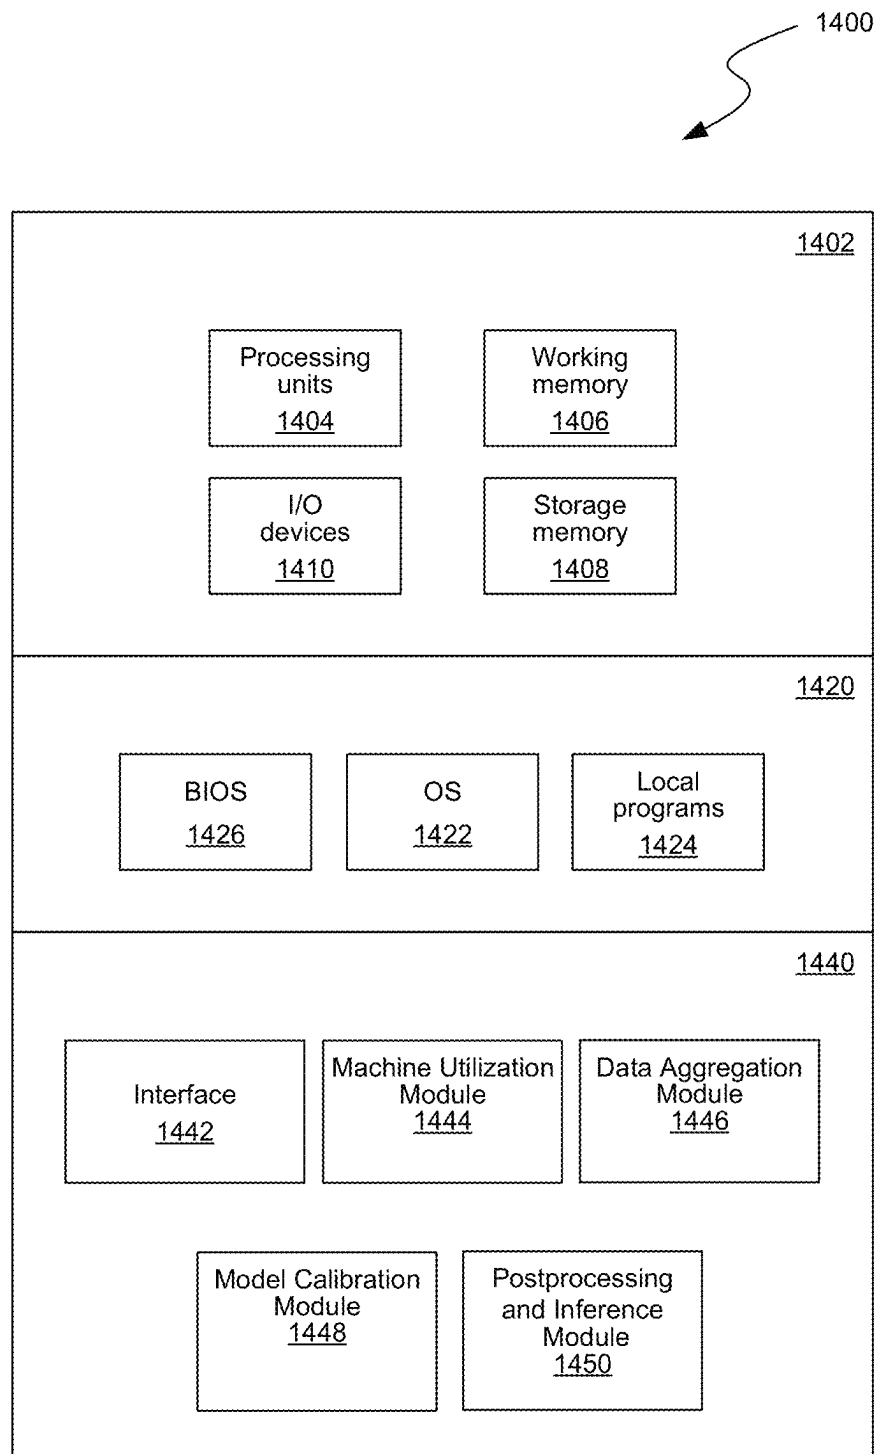 1400
1402
Processing
units
1404
Working
memory
1406
I/O
devices
1410
Storage
memory
1408
1420
BIOS
1426
OS
1422
Local
programs
1424
1440
Interface
1442
Machine Utilization
Module
1444
Data Aggregation
Module
1446
Model Calibration
Module
1448
Postprocessing
and Inference
Module
1450